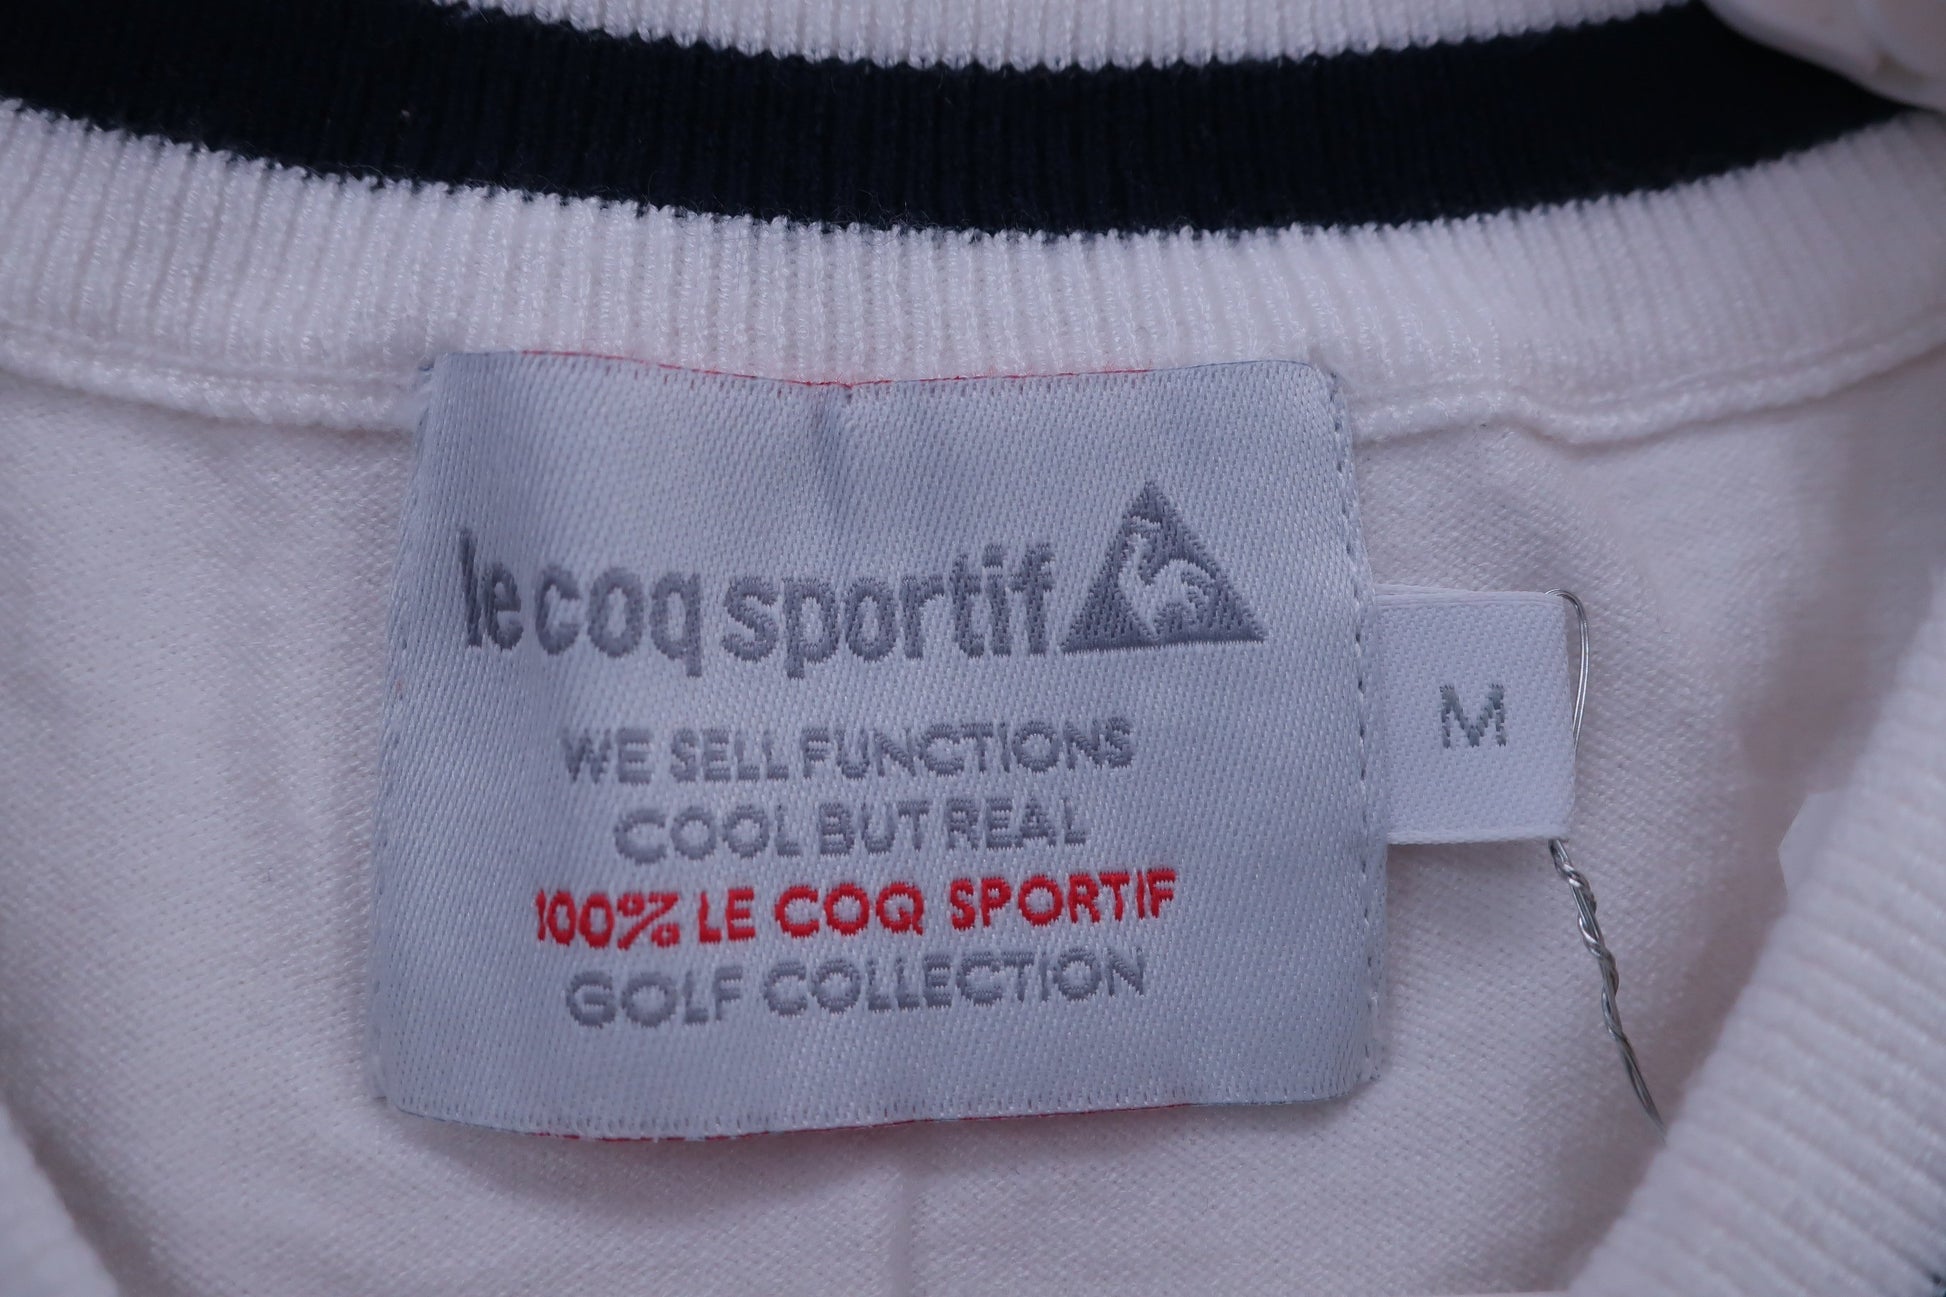 le coq sportif
WE SELL FUNCTIONS
COOL BUT REAL
100% LE COQ SPORTIF
GOLF COLLECTION
M